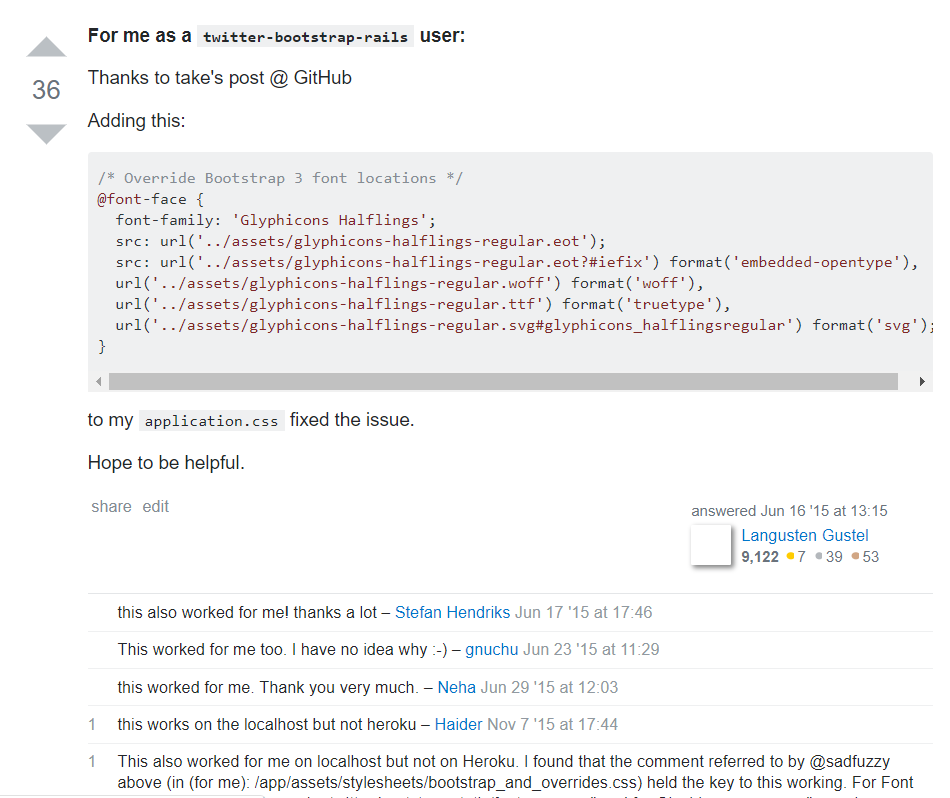 For me as a twitter-bootstrap-rails user:
36
Thanks to take's post @ GitHub
Adding this:
/* Override Bootstrap 3 font locations */
@font-face {
  font-family: 'Glyphicons Halflings';
  src: url('../assets/glyphicons-halflings-regular.eot');
  src: url('../assets/glyphicons-halflings-regular.eot?#iefix') format('embedded-opentype'),
  url('../assets/glyphicons-halflings-regular.woff') format('woff'),
  url('../assets/glyphicons-halflings-regular.ttf') format('truetype'),
  url('../assets/glyphicons-halflings-regular.svg#glyphicons_halflingsregular') format('svg');
}
to my application.css fixed the issue.
Hope to be helpful.
share edit
answered Jun 16 '15 at 13:15
Langusten Gustel
9,122 7 39 53
this also worked for me! thanks a lot – Stefan Hendriks Jun 17 '15 at 17:46
This worked for me too. I have no idea why :-) – gnuchu Jun 23 '15 at 11:29
this worked for me. Thank you very much. – Neha Jun 29 '15 at 12:03
1 this works on the localhost but not heroku – Haider Nov 7 '15 at 17:44
1 This also worked for me on localhost but not on Heroku. I found that the comment referred to by @sadfuzzy
above (in (for me): /app/assets/stylesheets/bootstrap_and_overrides.css) held the key to this working. For Font